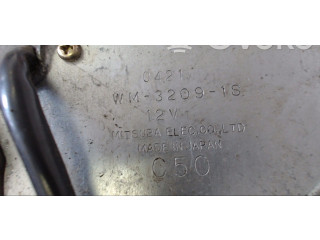 0421
WM-3209-1S
12V
MITSUBA ELEC.CO.,LTD.
MADE IN JAPAN
C50